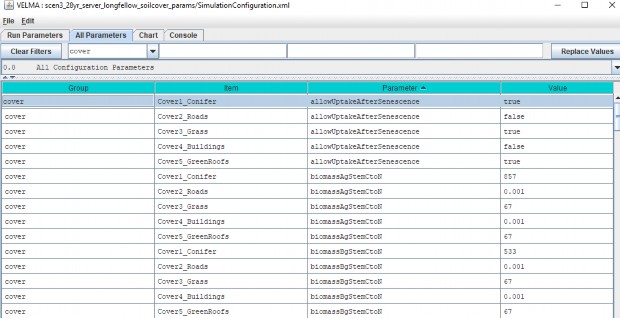 VELMA : scen3_28yr_server_longfellow_soilcover_params/SimulationConfiguration.xml
File Edit
Run Parameters All Parameters Chart Console
Clear Filters cover Replace Values
0.0 All Configuration Parameters
Group Item Parameter Value
cover Cover1_Conifer allowUptakeAfterSenescence true
cover Cover2_Roads allowUptakeAfterSenescence false
cover Cover3_Grass allowUptakeAfterSenescence true
cover Cover4_Buildings allowUptakeAfterSenescence false
cover Cover5_GreenRoofs allowUptakeAfterSenescence true
cover Cover1_Conifer biomassAgStemCtoN 857
cover Cover2_Roads biomassAgStemCtoN 0.001
cover Cover3_Grass biomassAgStemCtoN 67
cover Cover4_Buildings biomassAgStemCtoN 0.001
cover Cover5_GreenRoofs biomassAgStemCtoN 67
cover Cover1_Conifer biomassBgStemCtoN 533
cover Cover2_Roads biomassBgStemCtoN 0.001
cover Cover3_Grass biomassBgStemCtoN 67
cover Cover4_Buildings biomassBgStemCtoN 0.001
cover Cover5_GreenRoofs biomassBgStemCtoN 67